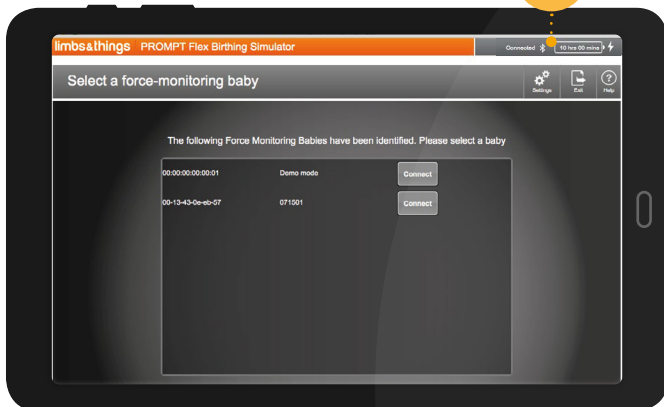 limbs&things PROMPT Flex Birthing Simulator
Connected 10 hrs 00 mins
Select a force-monitoring baby
Settings Exit Help
The following Force Monitoring Babies have been identified. Please select a baby
00:00:00:00:00:01 Demo mode Connect
00-13-43-0e-eb-57 071501 Connect